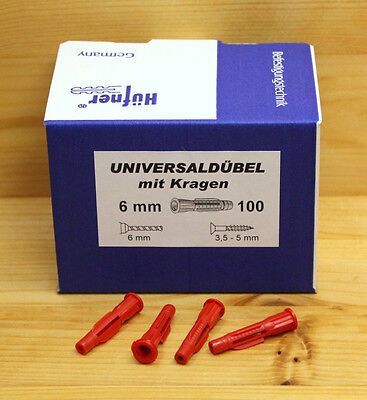 Hüfner®
Germany
Befestigungstechnik
UNIVERSALDÜBEL
mit Kragen
6 mm 100
6 mm 3,5 - 5 mm